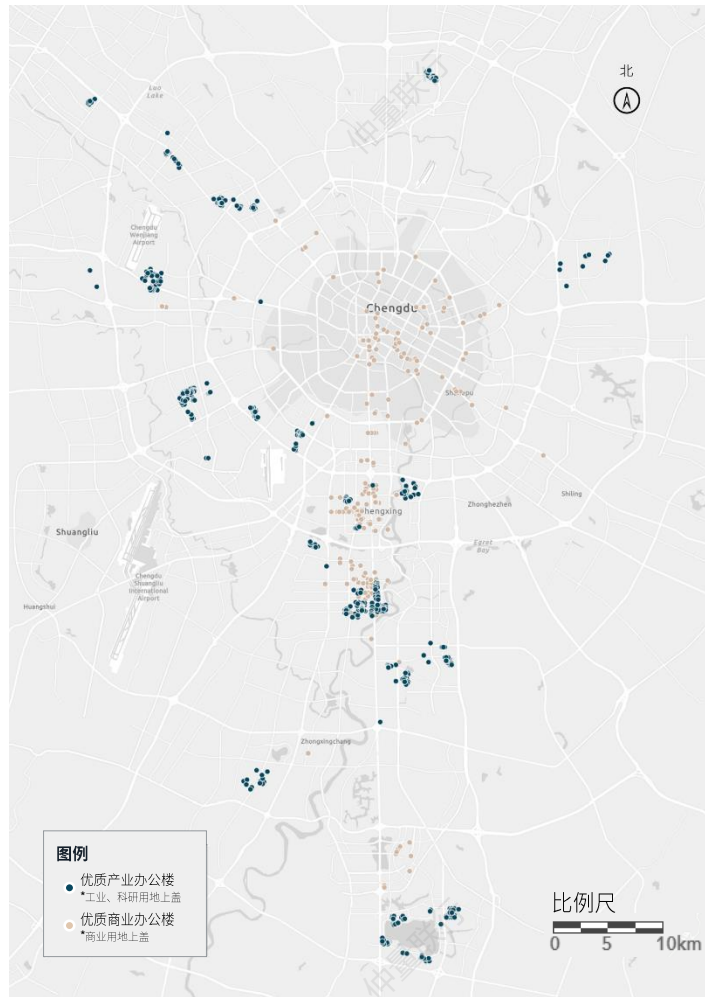 仲量联行
北
Lao
Lake
Chengdu
Wenjiang
Airport
Chengdu
Shiling
hengxing
Zhonghezhen
Egret
Bay
Shuangliu
Chengdu
Shuangliu
International
Airport
Huangshui
Zhongxingchang
图例
优质产业办公楼
*工业、科研用地上盖
优质商业办公楼
*商业用地上盖
比例尺
0 5 10km
仲量联行